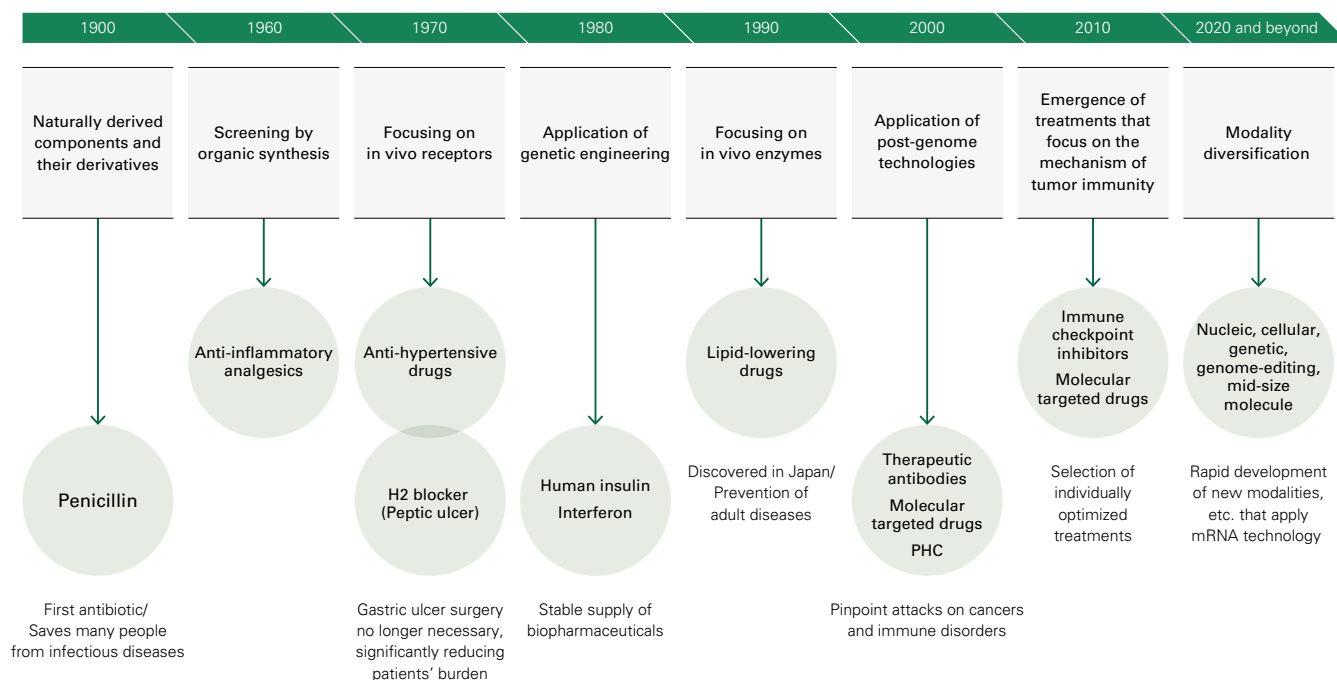 1900
1960
1970
1980
1990
2000
2010
2020 and beyond
Naturally derived
components and
their derivatives
Screening by
organic synthesis
Focusing on
in vivo receptors
Application of
genetic engineering
Focusing on
in vivo enzymes
Application of
post-genome
technologies
Emergence of
treatments that
focus on the
mechanism of
tumor immunity
Modality
diversification
Penicillin
First antibiotic/
Saves many people
from infectious diseases
Anti-inflammatory
analgesics
Anti-hypertensive
drugs
H2 blocker
(Peptic ulcer)
Gastric ulcer surgery
no longer necessary,
significantly reducing
patients’ burden
Human insulin
Interferon
Stable supply of
biopharmaceuticals
Lipid-lowering
drugs
Discovered in Japan/
Prevention of
adult diseases
Therapeutic
antibodies
Molecular
targeted drugs
PHC
Pinpoint attacks on cancers
and immune disorders
Immune
checkpoint
inhibitors
Molecular
targeted drugs
Selection of
individually
optimized
treatments
Nucleic, cellular,
genetic,
genome-editing,
mid-size
molecule
Rapid development
of new modalities,
etc. that apply
mRNA technology